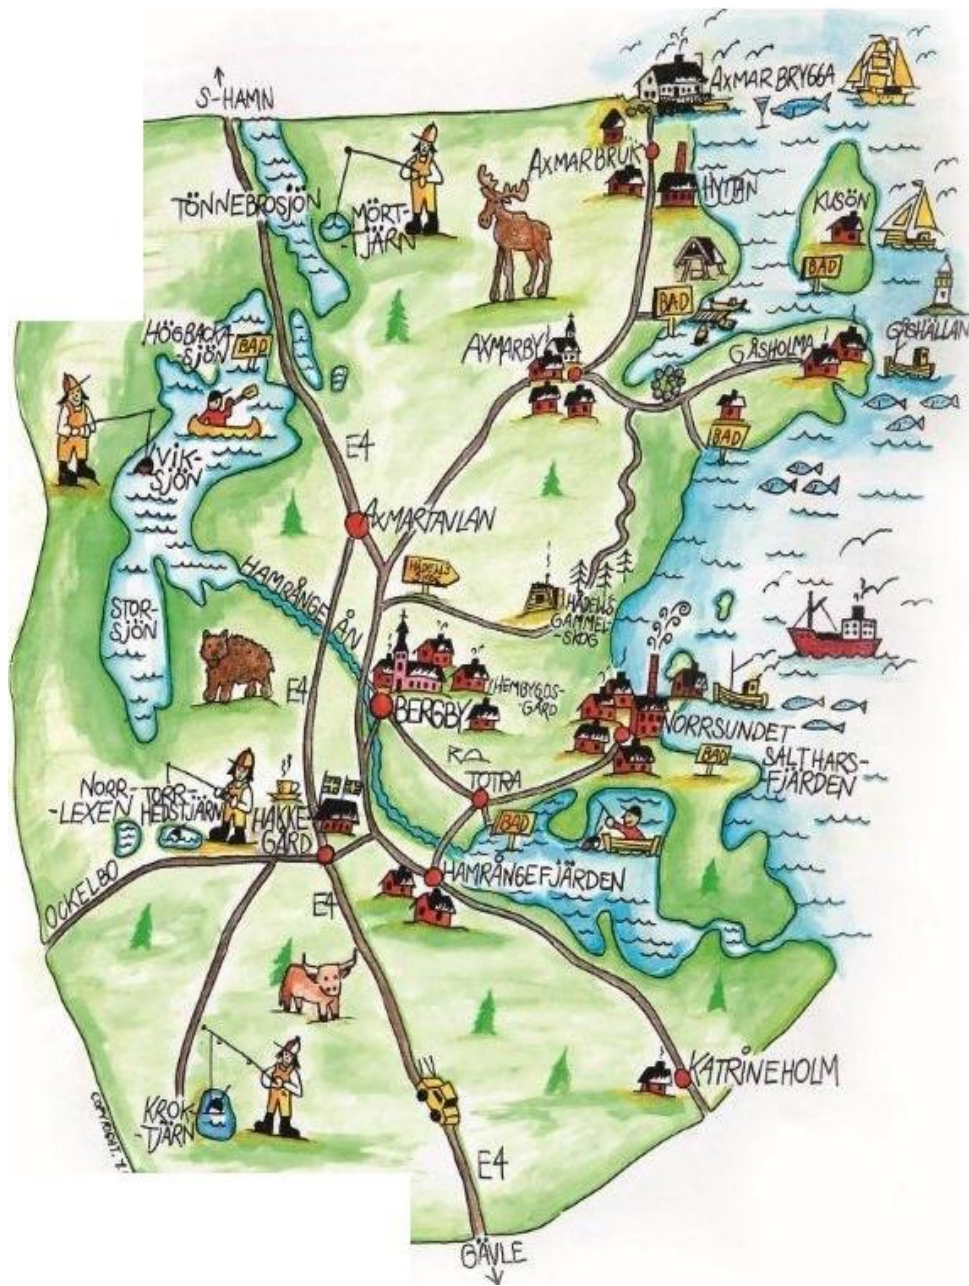 S-HAMN
AXMAR BRYGGA
AXMARBRUK
TÖNNEBROSJÖN
MÖRT-
TJÄRN
HYTTAN
KUSÖN
BAD
BAD
HÖGBACKA
-SJÖN
BAD
AXMARBY
GÅSHOLMA
GÅSHÄLLAN
BAD
E4
VIK-
SJÖN
AXMARTAVLAN
HAMRÅNGEÅN
STOR-
SJÖN
HÅDELLS
GAMMEL-
SKOG
E4
BERGBY
HEMBYGDS-
GÅRD
NORRSUNDET
BAD
SALTHARS-
FJÄRDEN
R
TOTRA
NORR-
-LEXEN
TORR-
HEDSTJÄRN
HAKKE-
GÅRD
BAD
HAMRÅNGEFJÄRDEN
OCKELBO
E4
KATRINEHOLM
KROK-
-TJÄRN
COPYRIGHT.
E4
GÄVLE